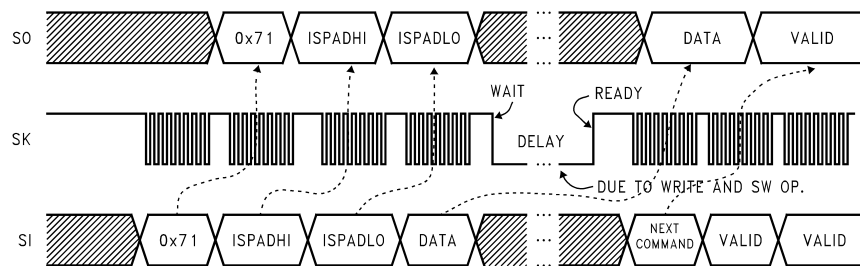 SO 0x71 ISPADHI ISPADLO ... DATA VALID
WAIT
READY
SK
DELAY
...
DUE TO WRITE AND SW OP.
SI 0x71 ISPADHI ISPADLO DATA ... NEXT COMMAND VALID VALID